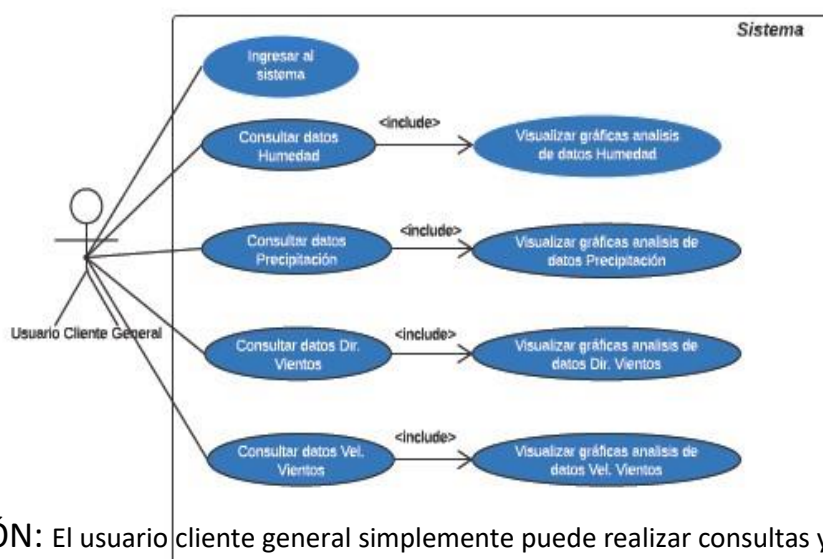 Sistema
Ingresar al
sistema
<include>
Consultar datos
Humedad
Visualizar gráficas analisis
de datos Humedad
<include>
Consultar datos
Precipitación
Visualizar gráficas analisis de
datos Precipitación
Usuario Cliente General
<include>
Consultar datos Dir.
Vientos
Visualizar gráficas analisis de
datos Dir. Vientos
<include>
Consultar datos Vel.
Vientos
Visualizar gráficas analisis de
datos Vel. Vientos
ÓN: El usuario cliente general simplemente puede realizar consultas y